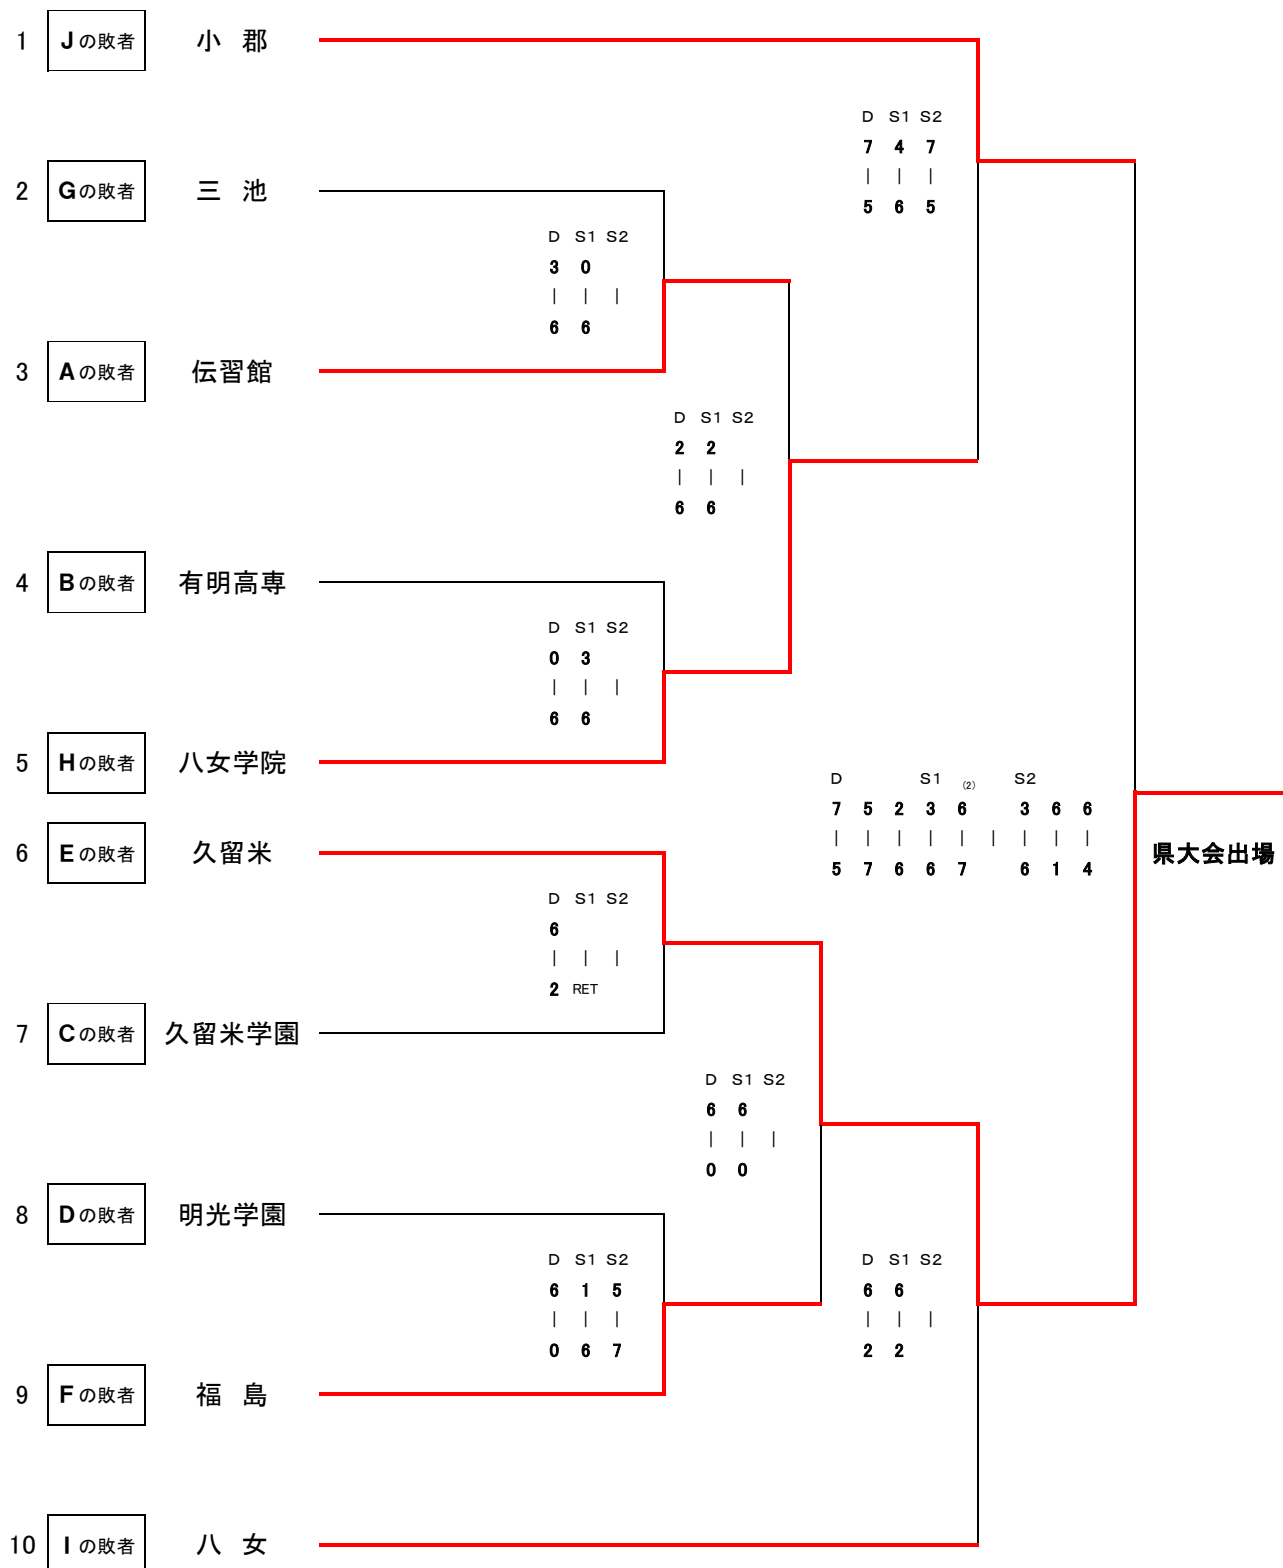 1 Jの敗者 小 郡
D S1 S2
7 4 7
| | |
5 6 5
2 Gの敗者 三 池
D S1 S2
3 0
| | |
6 6
3 Aの敗者 伝習館
D S1 S2
2 2
| | |
6 6
4 Bの敗者 有明高専
D S1 S2
0 3
| | |
6 6
5 Hの敗者 八女学院
D S1 (2) S2
7 5 2 3 6 3 6 6
| | | | | | | | |
5 7 6 6 7 6 1 4
県大会出場
6 Eの敗者 久留米
D S1 S2
6
| | |
2 RET
7 Cの敗者 久留米学園
D S1 S2
6 6
| | |
0 0
8 Dの敗者 明光学園
D S1 S2
6 1 5
| | |
0 6 7
D S1 S2
6 6
| | |
2 2
9 Fの敗者 福 島
10 Iの敗者 八 女